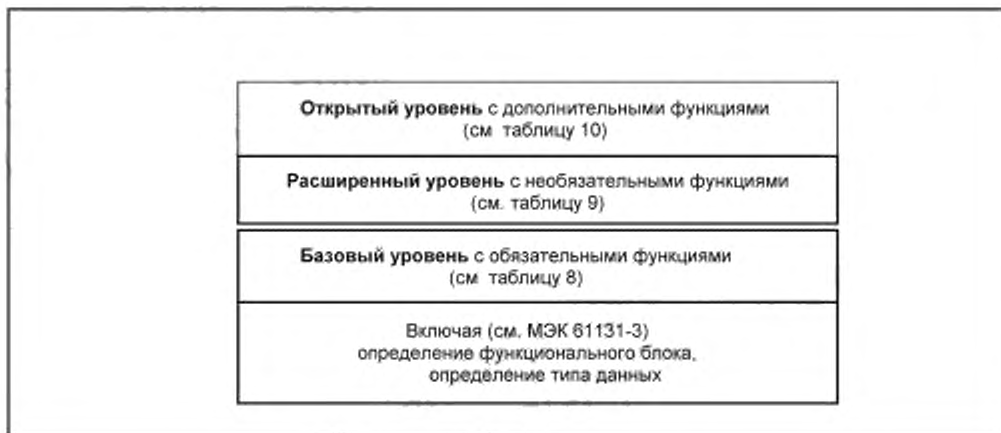 Открытый уровень с дополнительными функциями
(см таблицу 10)
Расширенный уровень с необязательными функциями
(см. таблицу 9)
Базовый уровень с обязательными функциями
(см таблицу 8)
Включая (см. МЭК 61131-3)
определение функционального блока,
определение типа данных